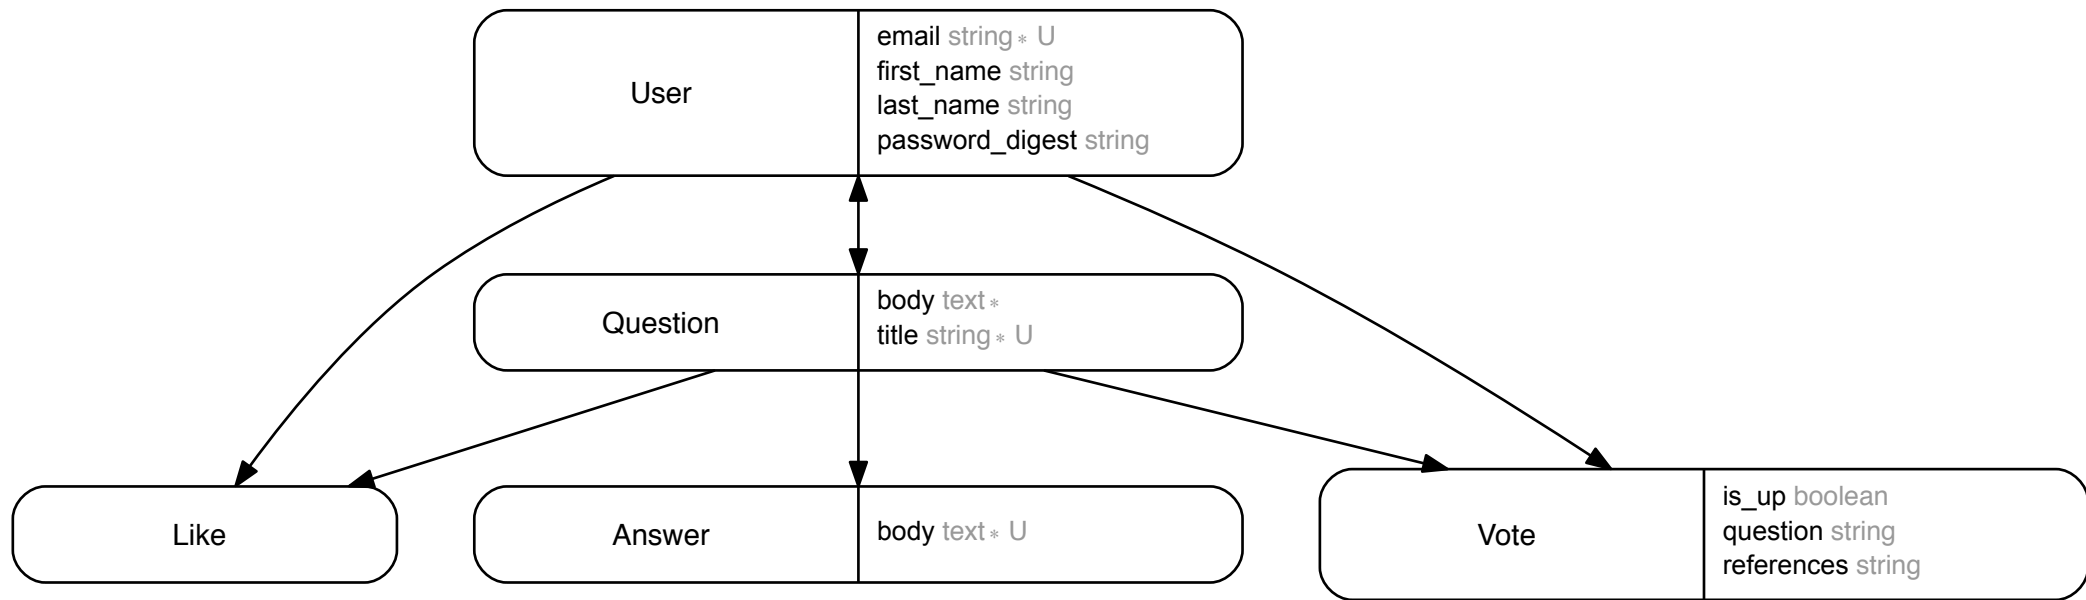 User
email string∗ U
first_name string
last_name string
password_digest string
Question
body text∗
title string∗ U
Like
Answer
body text∗ U
Vote
is_up boolean
question string
references string